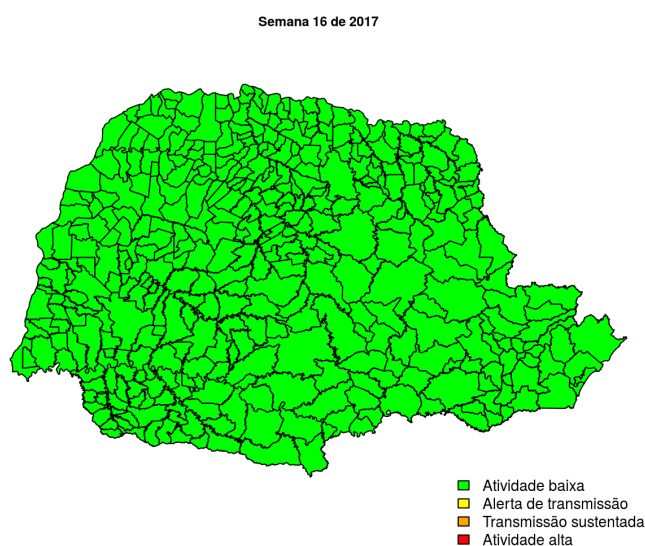 Semana 16 de 2017
Atividade baixa
Alerta de transmissão
Transmissão sustentada
Atividade alta